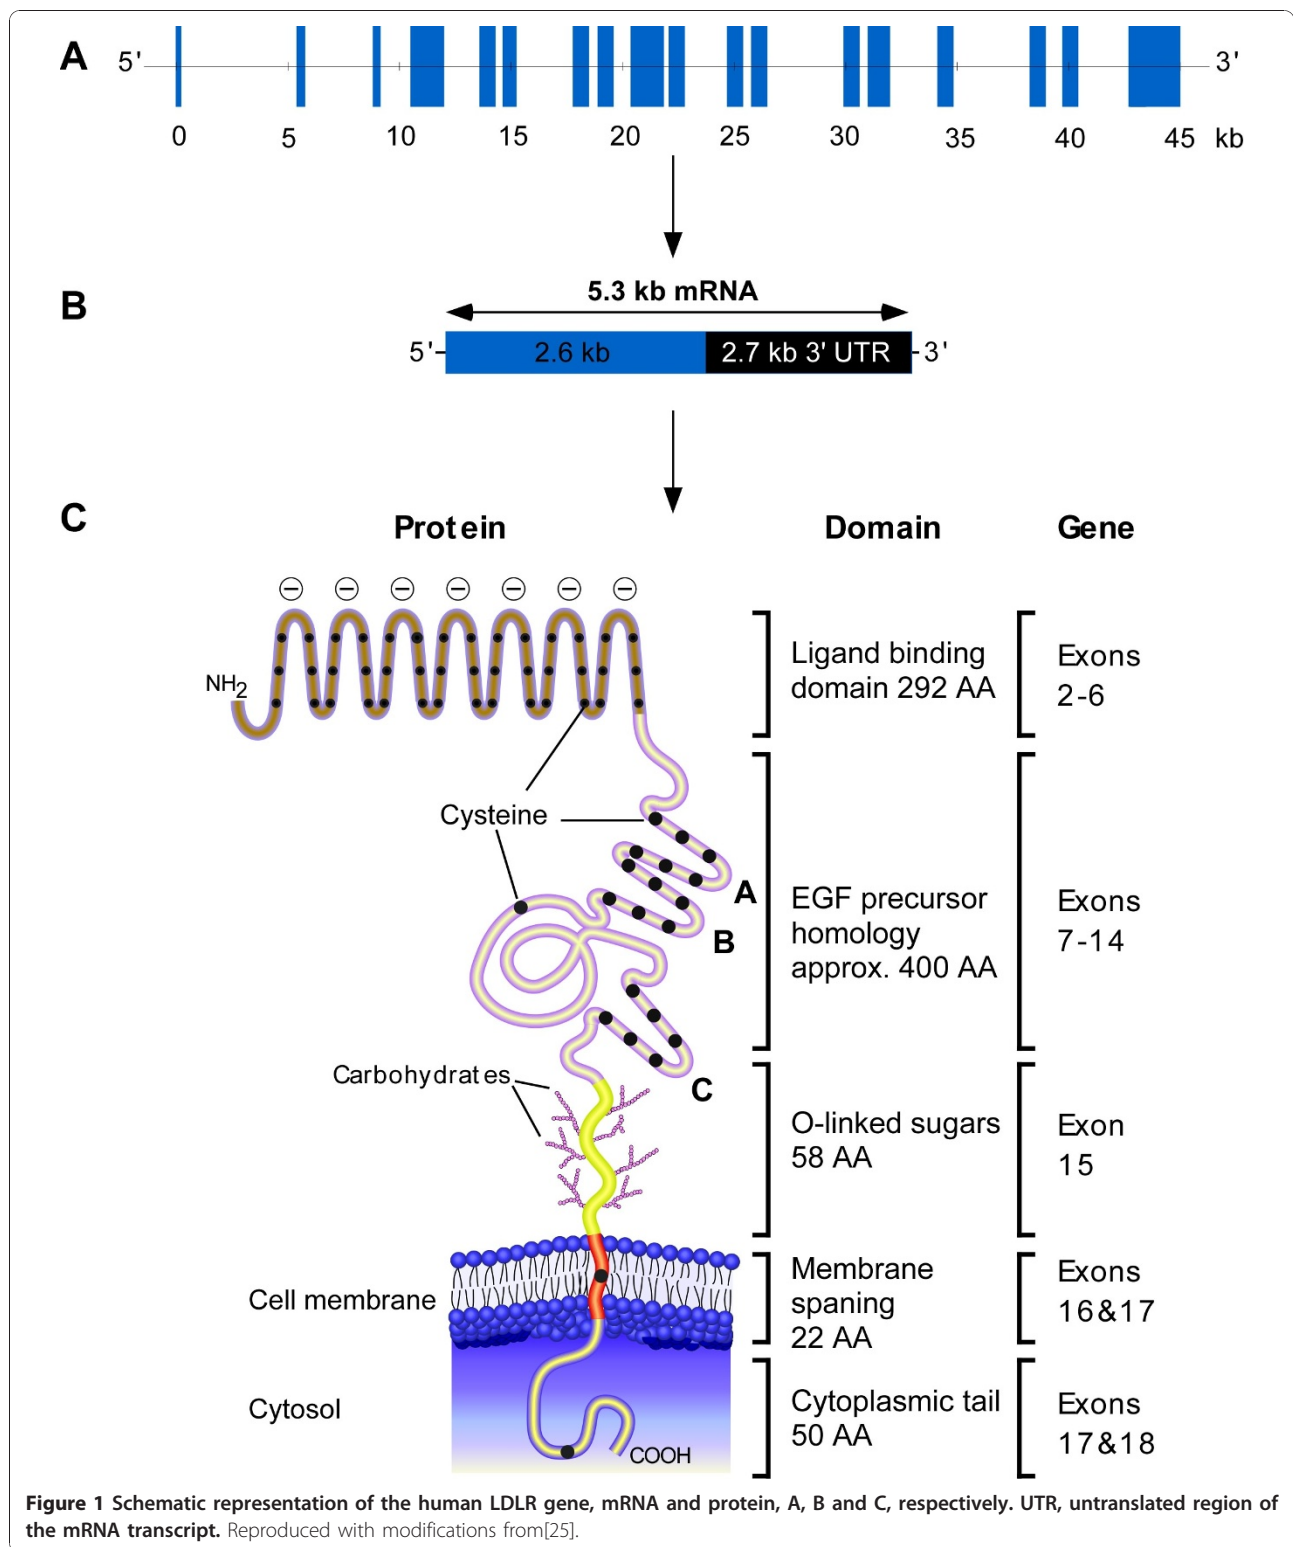 A
5' 3'
0 5 10 15 20 25 30 35 40 45 kb
B
5.3 kb mRNA
5' 2.6 kb 2.7 kb 3' UTR 3'
C
Protein Domain Gene
− − − − − − −
NH2
Ligand binding
domain 292 AA
Exons
2-6
Cysteine
A
B
EGF precursor
homology
approx. 400 AA
Exons
7-14
Carbohydrates
C
O-linked sugars
58 AA
Exon
15
Cell membrane
Membrane
spaning
22 AA
Exons
16&17
Cytosol
COOH
Cytoplasmic tail
50 AA
Exons
17&18
Figure 1 Schematic representation of the human LDLR gene, mRNA and protein, A, B and C, respectively. UTR, untranslated region of
the mRNA transcript. Reproduced with modifications from[25].